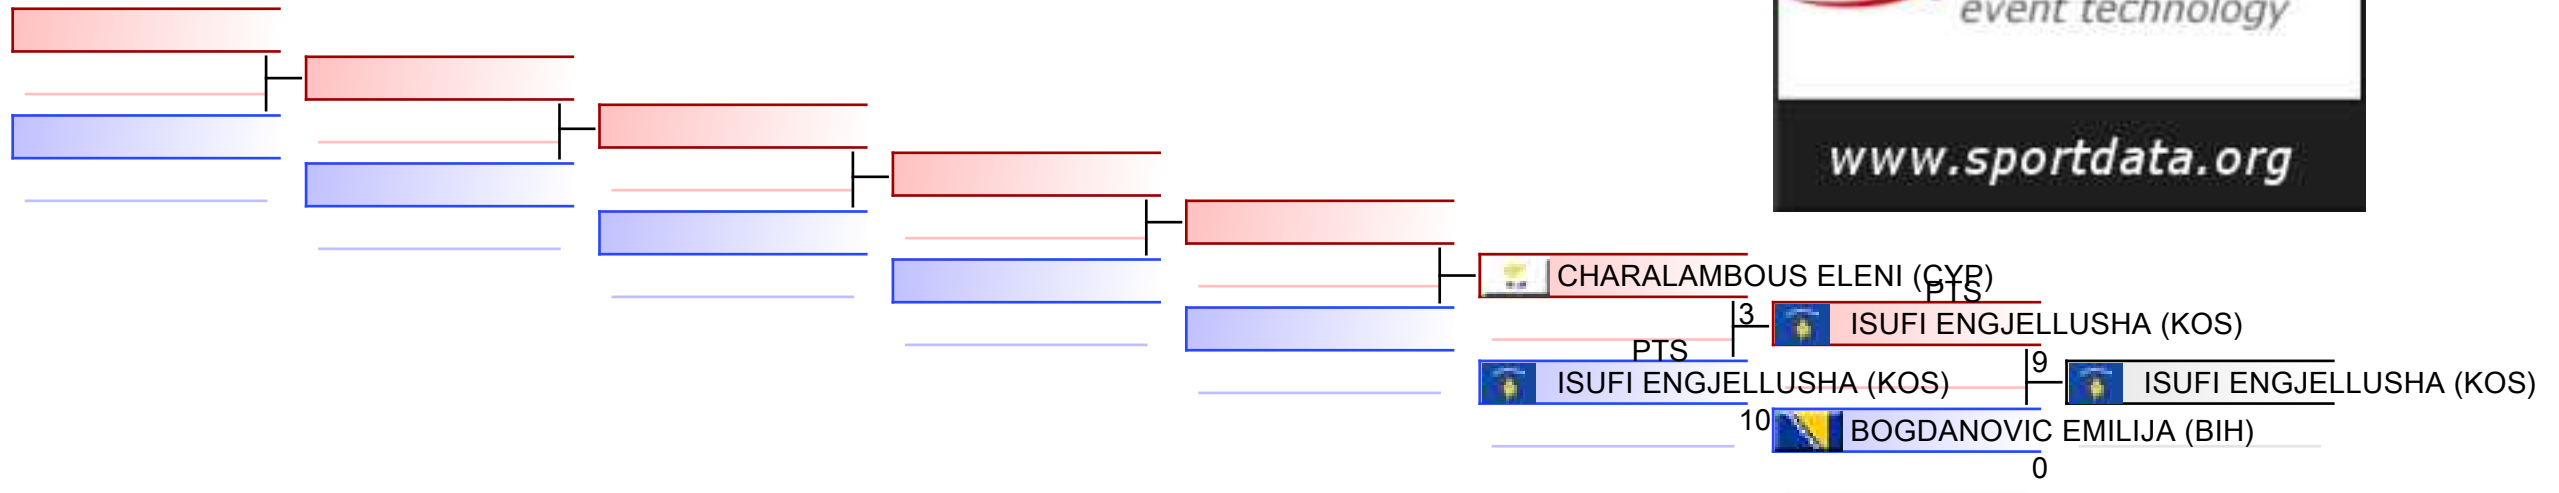 event technology
www.sportdata.org
CHARALAMBOUS ELENI (CYP)
PTS
3
ISUFI ENGJELLUSHA (KOS)
PTS
9
ISUFI ENGJELLUSHA (KOS)
ISUFI ENGJELLUSHA (KOS)
10
BOGDANOVIC EMILIJA (BIH)
0